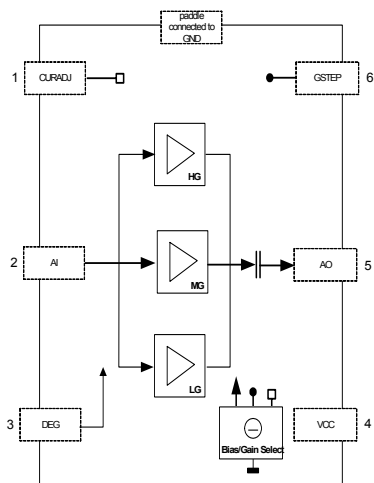 paddle
connected to
GND
1 CURADJ
GSTEP 6
HG
2 AI
MG
AO 5
LG
3 DEG
Bias/Gain Select
VCC 4